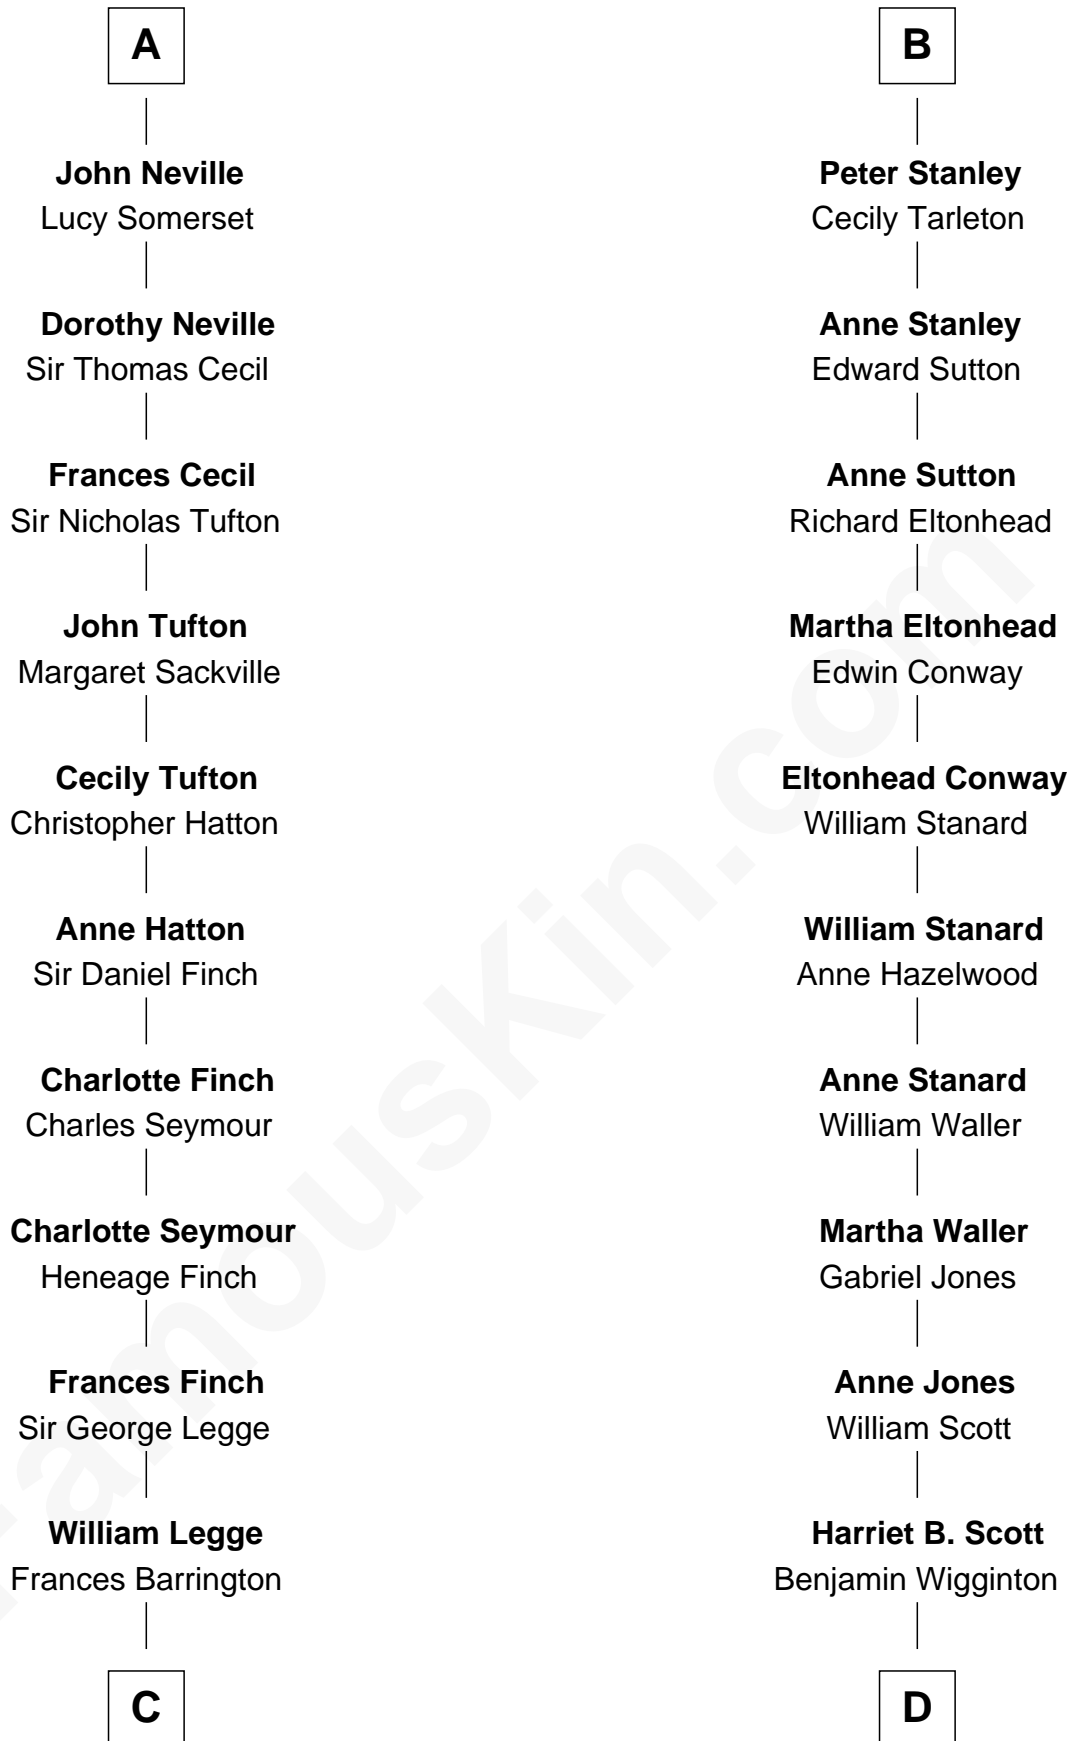 A
John Neville
Lucy Somerset
Dorothy Neville
Sir Thomas Cecil
Frances Cecil
Sir Nicholas Tufton
John Tufton
Margaret Sackville
Cecily Tufton
Christopher Hatton
Anne Hatton
Sir Daniel Finch
Charlotte Finch
Charles Seymour
Charlotte Seymour
Heneage Finch
Frances Finch
Sir George Legge
William Legge
Frances Barrington
C
B
Peter Stanley
Cecily Tarleton
Anne Stanley
Edward Sutton
Anne Sutton
Richard Eltonhead
Martha Eltonhead
Edwin Conway
Eltonhead Conway
William Stanard
William Stanard
Anne Hazelwood
Anne Stanard
William Waller
Martha Waller
Gabriel Jones
Anne Jones
William Scott
Harriet B. Scott
Benjamin Wigginton
D
FamousKin.com